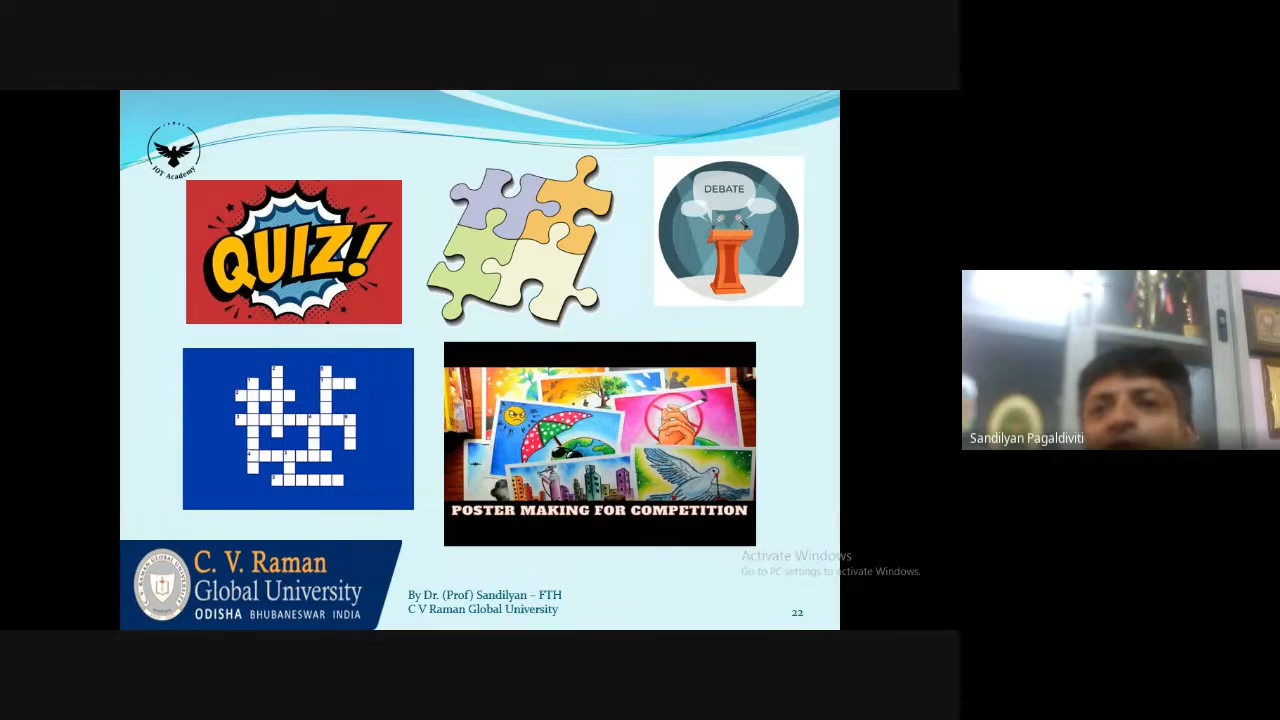 IOT Academy
QUIZ!
DEBATE
POSTER MAKING FOR COMPETITION
C. V. Raman
Global University
ODISHA BHUBANESWAR INDIA
By Dr. (Prof) Sandilyan – FTH
C V Raman Global University
22
Activate Windows
Go to PC settings to activate Windows.
Sandilyan Pagaldiviti